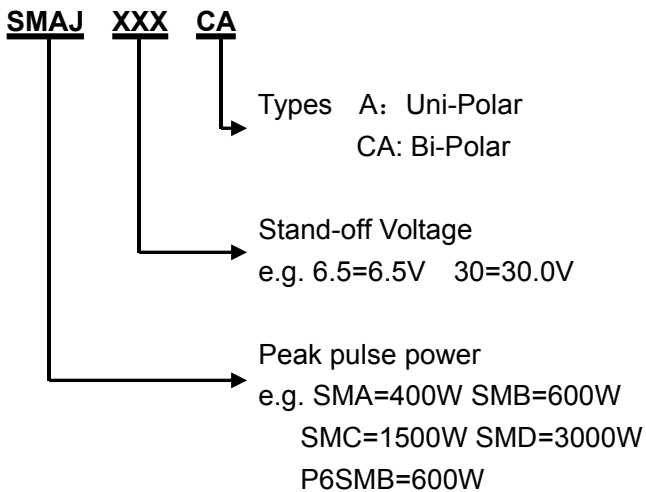 SMAJ XXX CA
Types A：Uni-Polar
CA: Bi-Polar
Stand-off Voltage
e.g. 6.5=6.5V 30=30.0V
Peak pulse power
e.g. SMA=400W SMB=600W
SMC=1500W SMD=3000W
P6SMB=600W